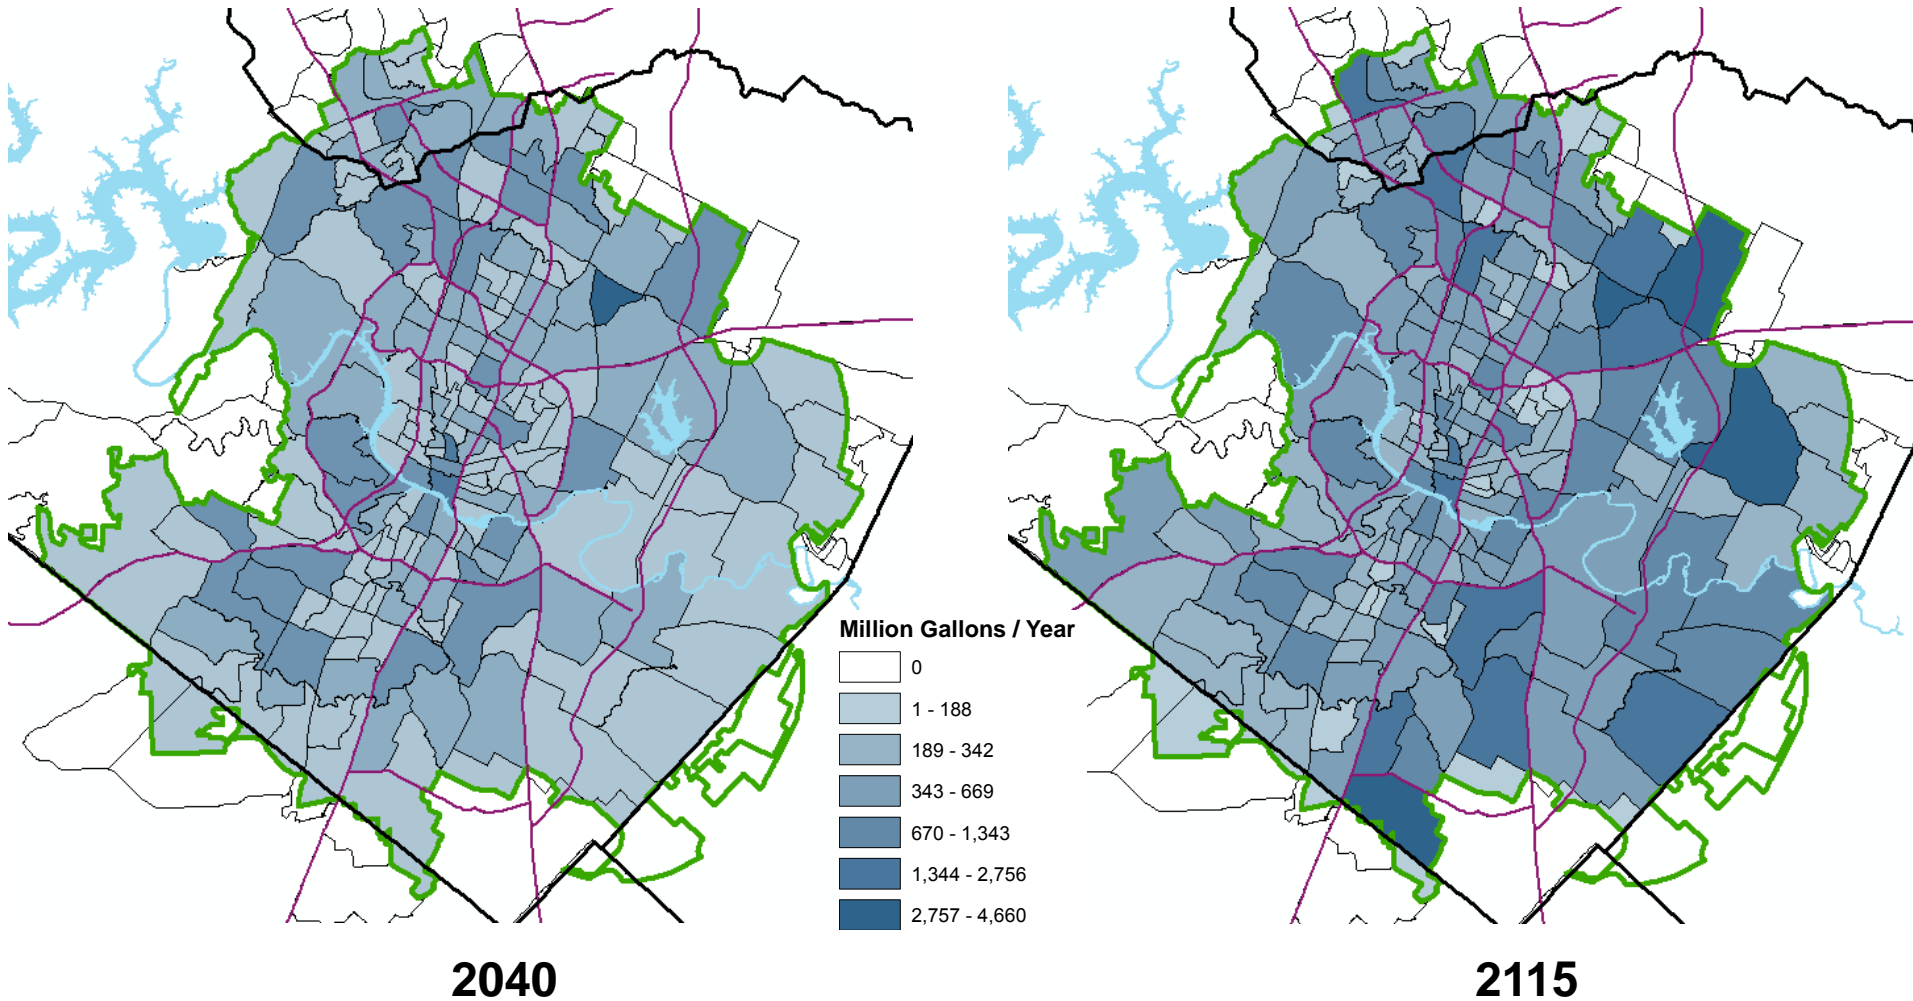 Million Gallons / Year
0
1 - 188
189 - 342
343 - 669
670 - 1,343
1,344 - 2,756
2,757 - 4,660
2040
2115